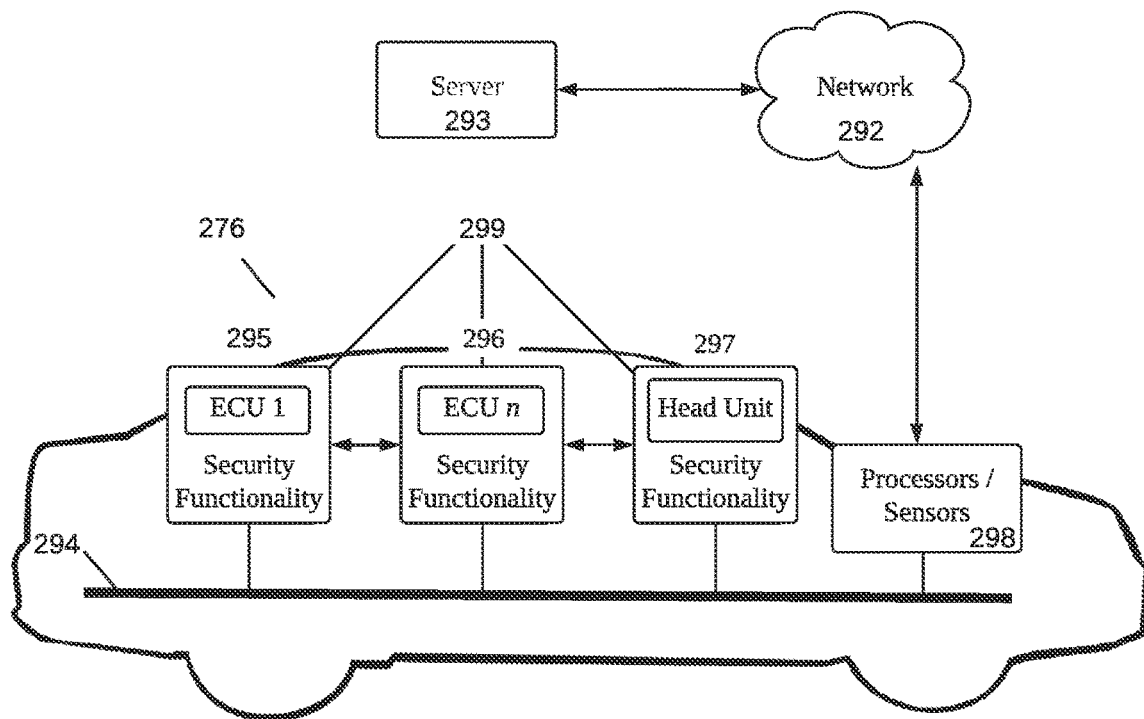 Server
293
Network
292
276
299
295
296
297
ECU 1
Security
Functionality
ECU n
Security
Functionality
Head Unit
Security
Functionality
Processors /
Sensors
298
294